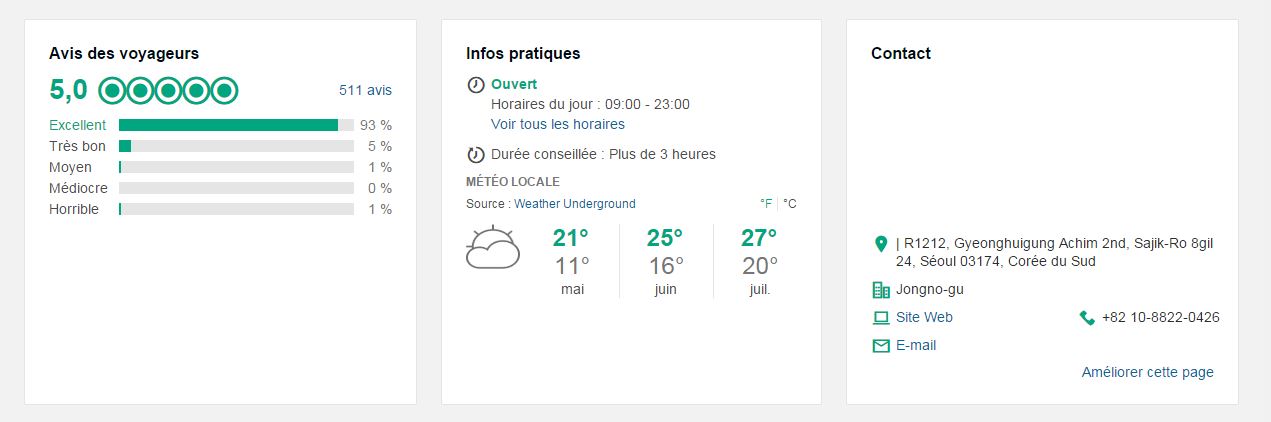 Avis des voyageurs
5,0 511 avis
Excellent 93 %
Très bon 5 %
Moyen 1 %
Médiocre 0 %
Horrible 1 %
Infos pratiques
Ouvert
Horaires du jour : 09:00 - 23:00
Voir tous les horaires
Durée conseillée : Plus de 3 heures
MÉTÉO LOCALE
Source : Weather Underground °F °C
21° 25° 27°
11° 16° 20°
mai juin juil.
Contact
| R1212, Gyeonghuigung Achim 2nd, Sajik-Ro 8gil
24, Séoul 03174, Corée du Sud
Jongno-gu
Site Web +82 10-8822-0426
E-mail
Améliorer cette page